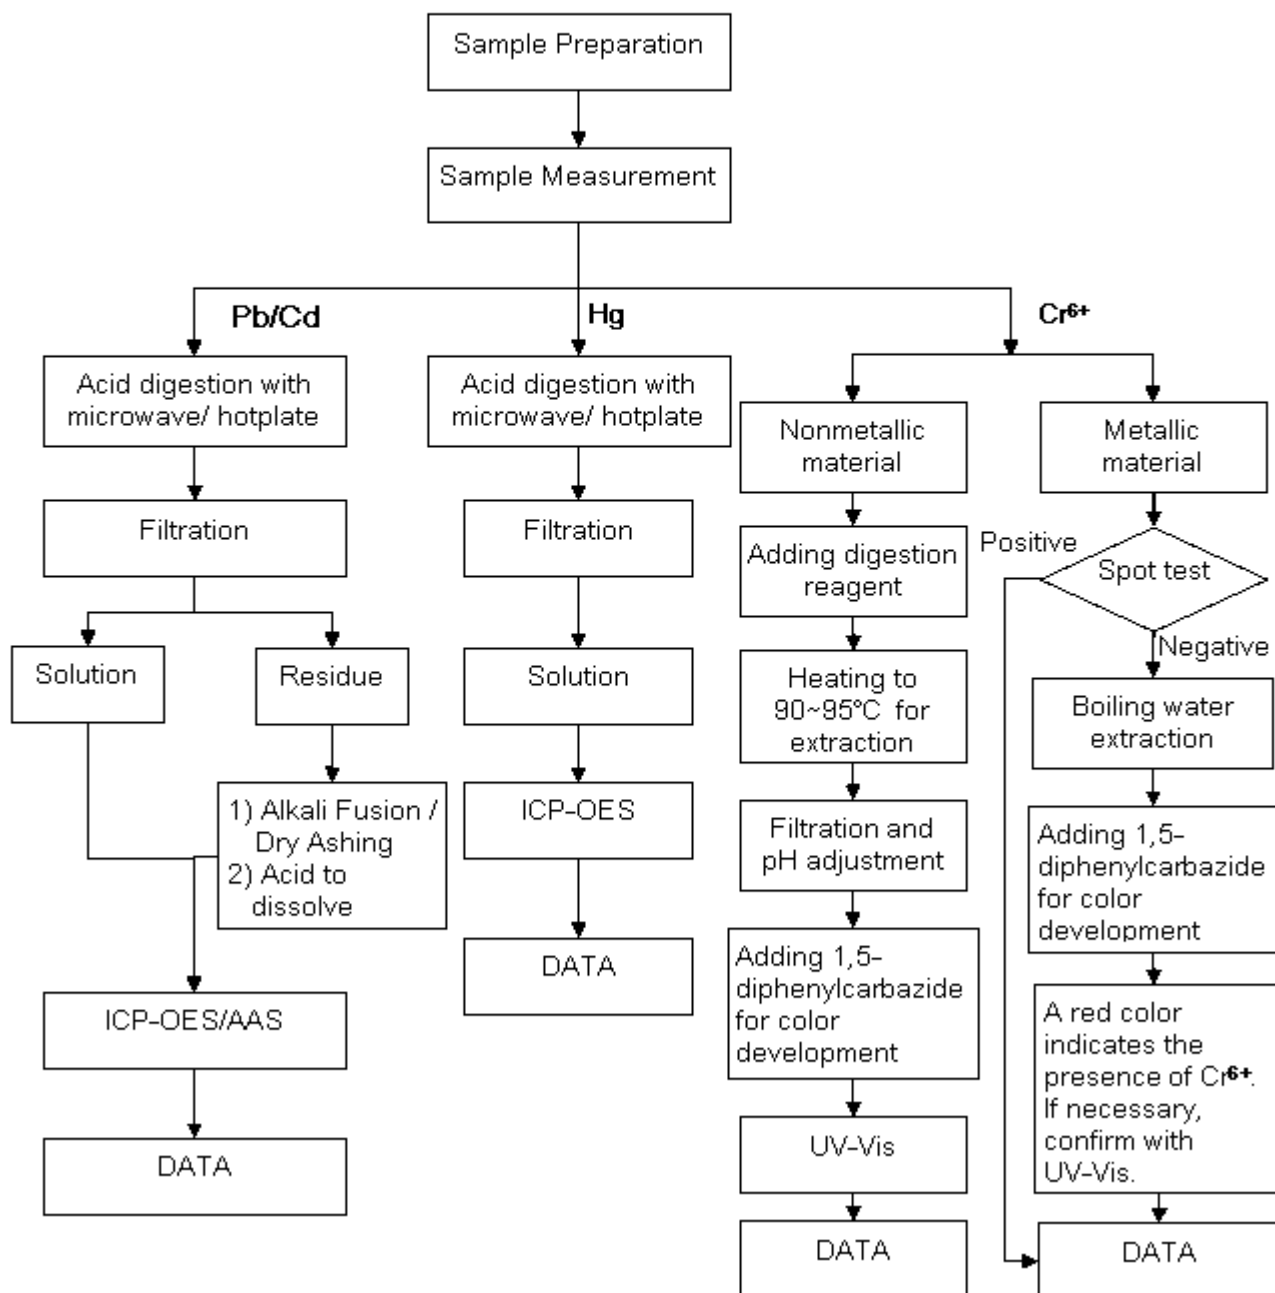 Sample Preparation
Sample Measurement
Pb/Cd
Hg
Cr⁶⁺
Acid digestion with
microwave/ hotplate
Filtration
Solution
Residue
1) Alkali Fusion /
Dry Ashing
2) Acid to
dissolve
ICP-OES/AAS
DATA
Acid digestion with
microwave/ hotplate
Filtration
Solution
ICP-OES
DATA
Nonmetallic
material
Adding digestion
reagent
Heating to
90~95°C for
extraction
Filtration and
pH adjustment
Adding 1,5-
diphenylcarbazide
for color
development
UV-Vis
DATA
Metallic
material
Positive
Spot test
Negative
Boiling water
extraction
Adding 1,5-
diphenylcarbazide
for color
development
A red color
indicates the
presence of Cr⁶⁺.
If necessary,
confirm with
UV-Vis.
DATA